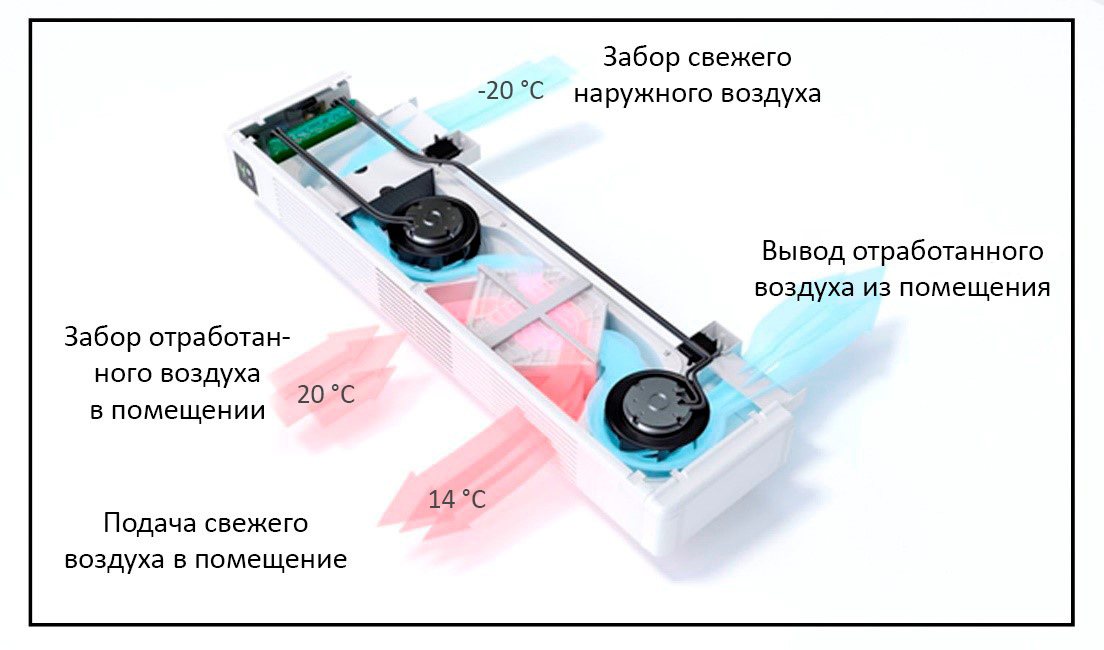 Забор свежего
наружного воздуха
-20 °C
Вывод отработанного
воздуха из помещения
Забор отработан-
ного воздуха
в помещении
20 °C
14 °C
Подача свежего
воздуха в помещение